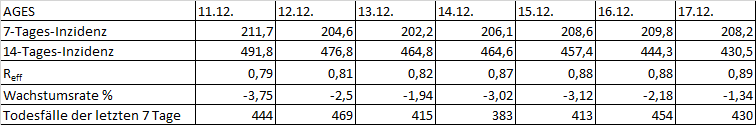 AGES 11.12. 12.12. 13.12. 14.12. 15.12. 16.12. 17.12.
7-Tages-Inzidenz 211,7 204,6 202,2 206,1 208,6 209,8 208,2
14-Tages-Inzidenz 491,8 476,8 464,8 464,6 457,4 444,3 430,5
Reff 0,79 0,81 0,82 0,87 0,88 0,88 0,89
Wachstumsrate % -3,75 -2,5 -1,94 -3,02 -3,12 -2,18 -1,34
Todesfälle der letzten 7 Tage 444 469 415 383 413 454 430